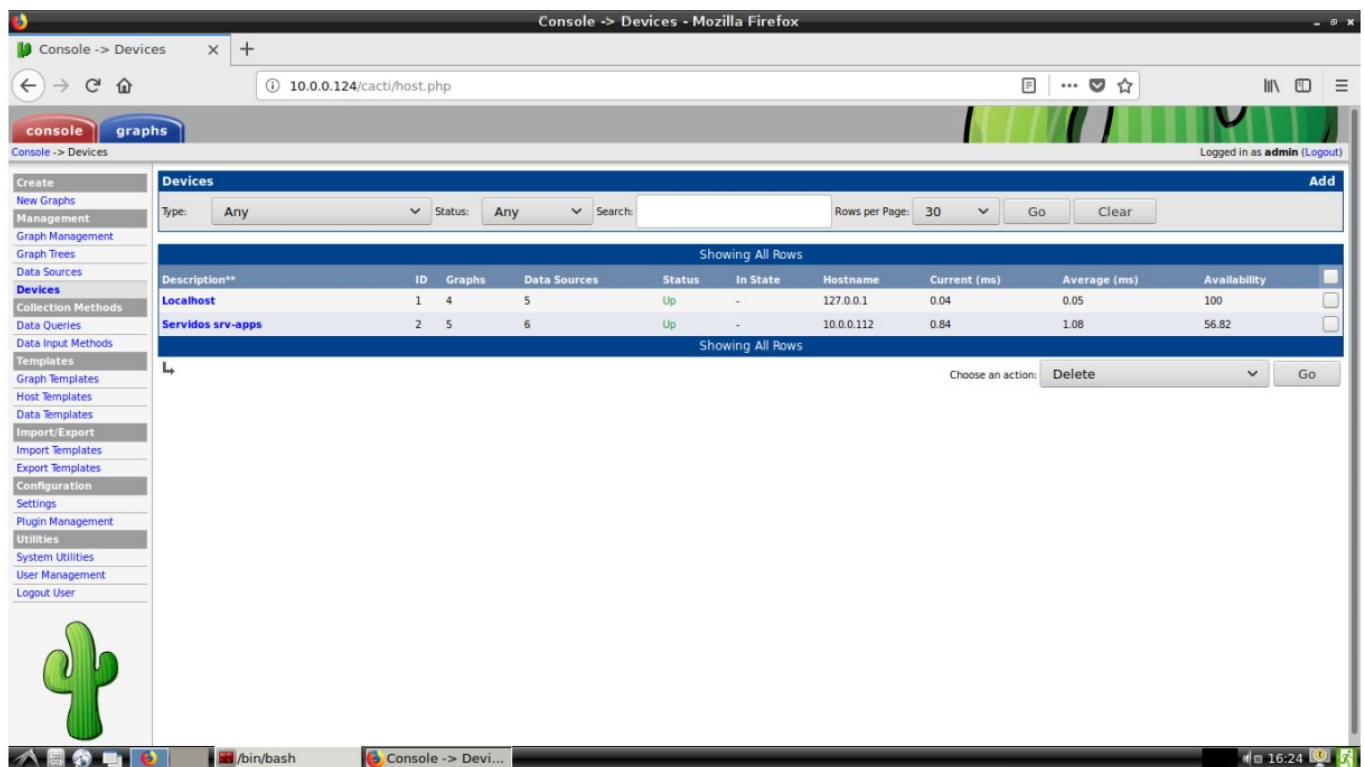 Console -> Devices - Mozilla Firefox
Console -> Devices
10.0.0.124/cacti/host.php
console graphs
Console -> Devices
Logged in as admin (Logout)
Create
New Graphs
Management
Graph Management
Graph Trees
Data Sources
Devices
Collection Methods
Data Queries
Data Input Methods
Templates
Graph Templates
Host Templates
Data Templates
Import/Export
Import Templates
Export Templates
Configuration
Settings
Plugin Management
Utilities
System Utilities
User Management
Logout User
Devices Add
Type: Any Status: Any Search: Rows per Page: 30 Go Clear
Showing All Rows
Description** ID Graphs Data Sources Status In State Hostname Current (ms) Average (ms) Availability
Localhost 1 4 5 Up - 127.0.0.1 0.04 0.05 100
Servidos srv-apps 2 5 6 Up - 10.0.0.112 0.84 1.08 56.82
Showing All Rows
Choose an action: Delete Go
/bin/bash
Console -> Devi...
16:24